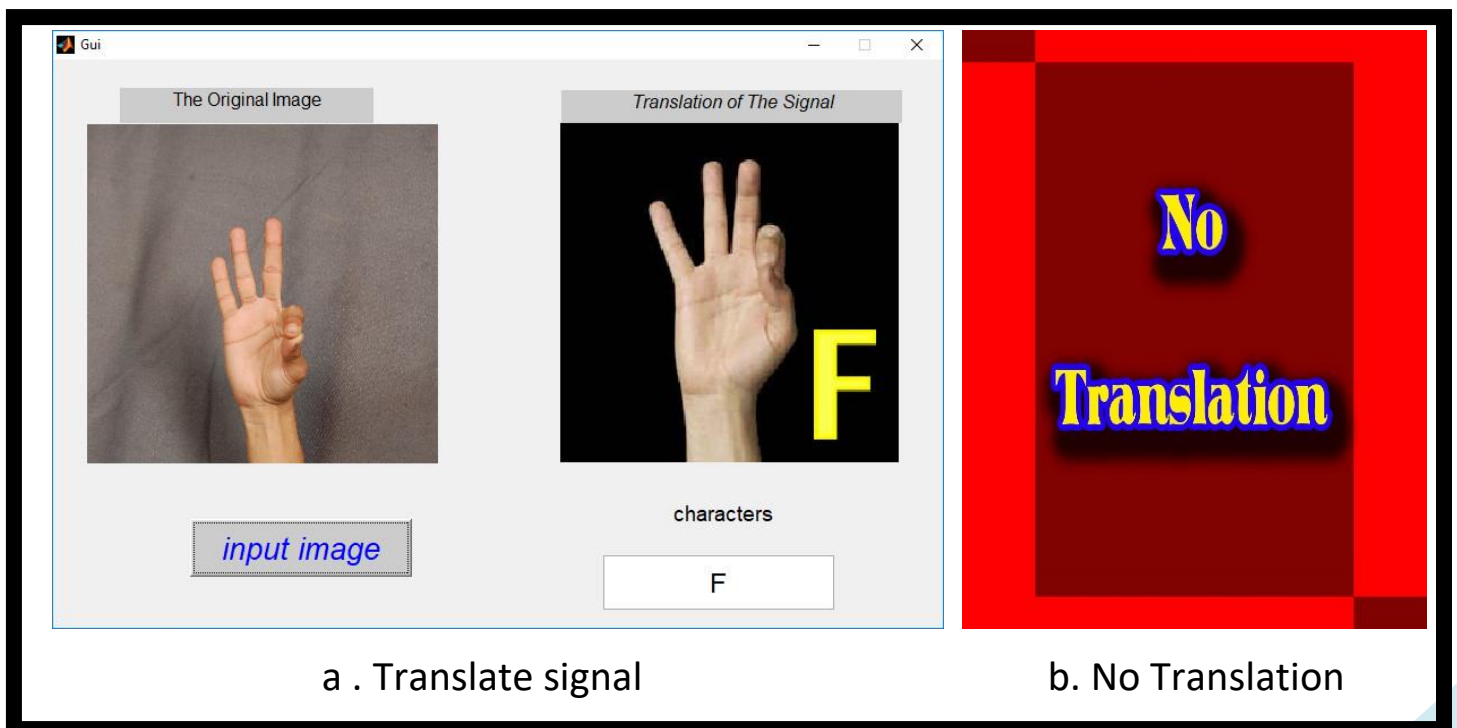 Gui
The Original Image
Translation of The Signal
F
input image
characters
F
No
Translation
a . Translate signal
b. No Translation